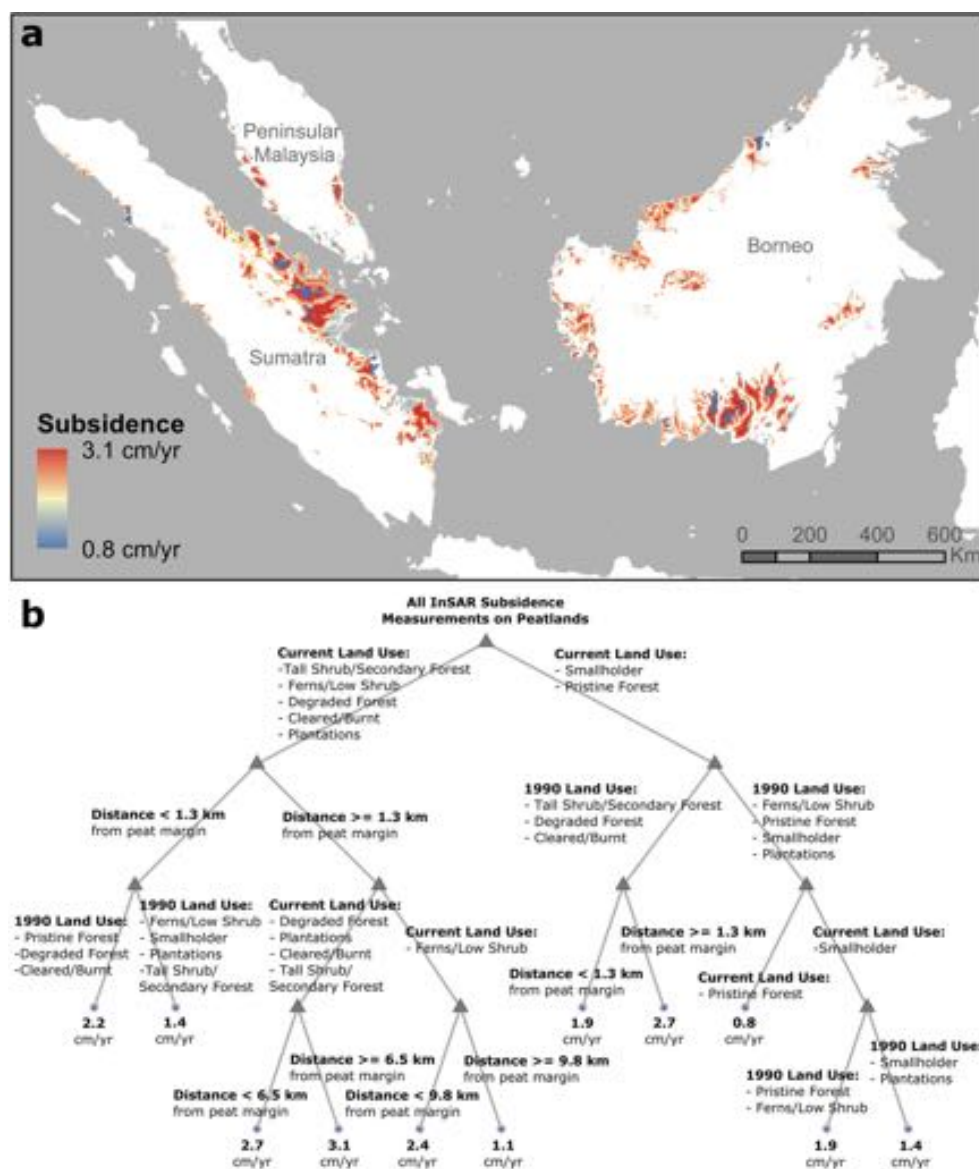 a
Peninsular
Malaysia
Borneo
Sumatra
Subsidence
3.1 cm/yr
0.8 cm/yr
0 200 400 600
Km
b
All InSAR Subsidence
Measurements on Peatlands
Current Land Use:
-Tall Shrub/Secondary Forest
- Ferns/Low Shrub
- Degraded Forest
- Cleared/Burnt
- Plantations
Current Land Use:
- Smallholder
- Pristine Forest
Distance < 1.3 km
from peat margin
Distance >= 1.3 km
from peat margin
1990 Land Use:
- Tall Shrub/Secondary Forest
- Degraded Forest
- Cleared/Burnt
1990 Land Use:
- Ferns/Low Shrub
- Pristine Forest
- Smallholder
- Plantations
1990 Land Use:
- Pristine Forest
-Degraded Forest
-Cleared/Burnt
1990 Land Use:
- Ferns/Low Shrub
- Smallholder
- Plantations
-Tall Shrub/
Secondary Forest
Current Land Use:
- Degraded Forest
- Plantations
- Cleared/Burnt
- Tall Shrub/
Secondary Forest
Current Land Use:
- Ferns/Low Shrub
Distance < 1.3 km
from peat margin
Distance >= 1.3 km
from peat margin
Current Land Use:
- Pristine Forest
Current Land Use:
-Smallholder
2.2
cm/yr
1.4
cm/yr
1.9
cm/yr
2.7
cm/yr
0.8
cm/yr
Distance < 6.5 km
from peat margin
Distance >= 6.5 km
from peat margin
Distance < 9.8 km
from peat margin
Distance >= 9.8 km
from peat margin
1990 Land Use:
- Pristine Forest
- Ferns/Low Shrub
1990 Land Use:
- Smallholder
- Plantations
2.7
cm/yr
3.1
cm/yr
2.4
cm/yr
1.1
cm/yr
1.9
cm/yr
1.4
cm/yr